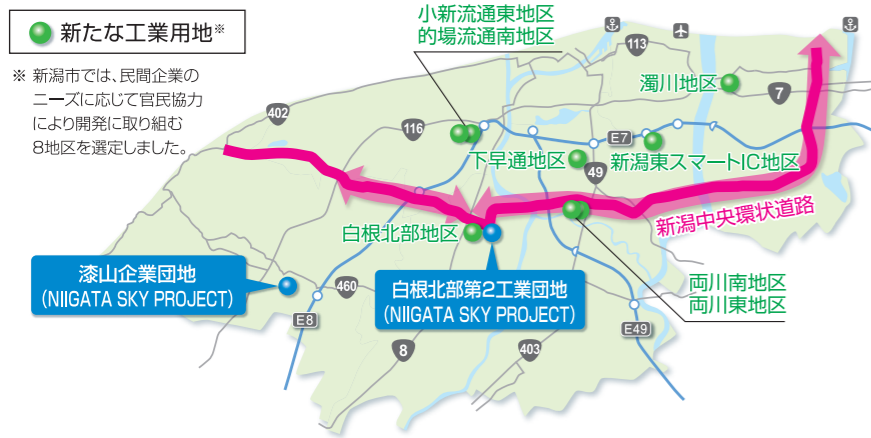 新たな工業用地※
※ 新潟市では、民間企業の
ニーズに応じて官民協力
により開発に取り組む
8地区を選定しました。
小新流通東地区
的場流通南地区
113
濁川地区
7
402
116
E7
下早通地区
新潟東スマートIC地区
49
新潟中央環状道路
白根北部地区
漆山企業団地
(NIIGATA SKY PROJECT)
白根北部第2工業団地
(NIIGATA SKY PROJECT)
両川南地区
両川東地区
460
E8
8
403
E49